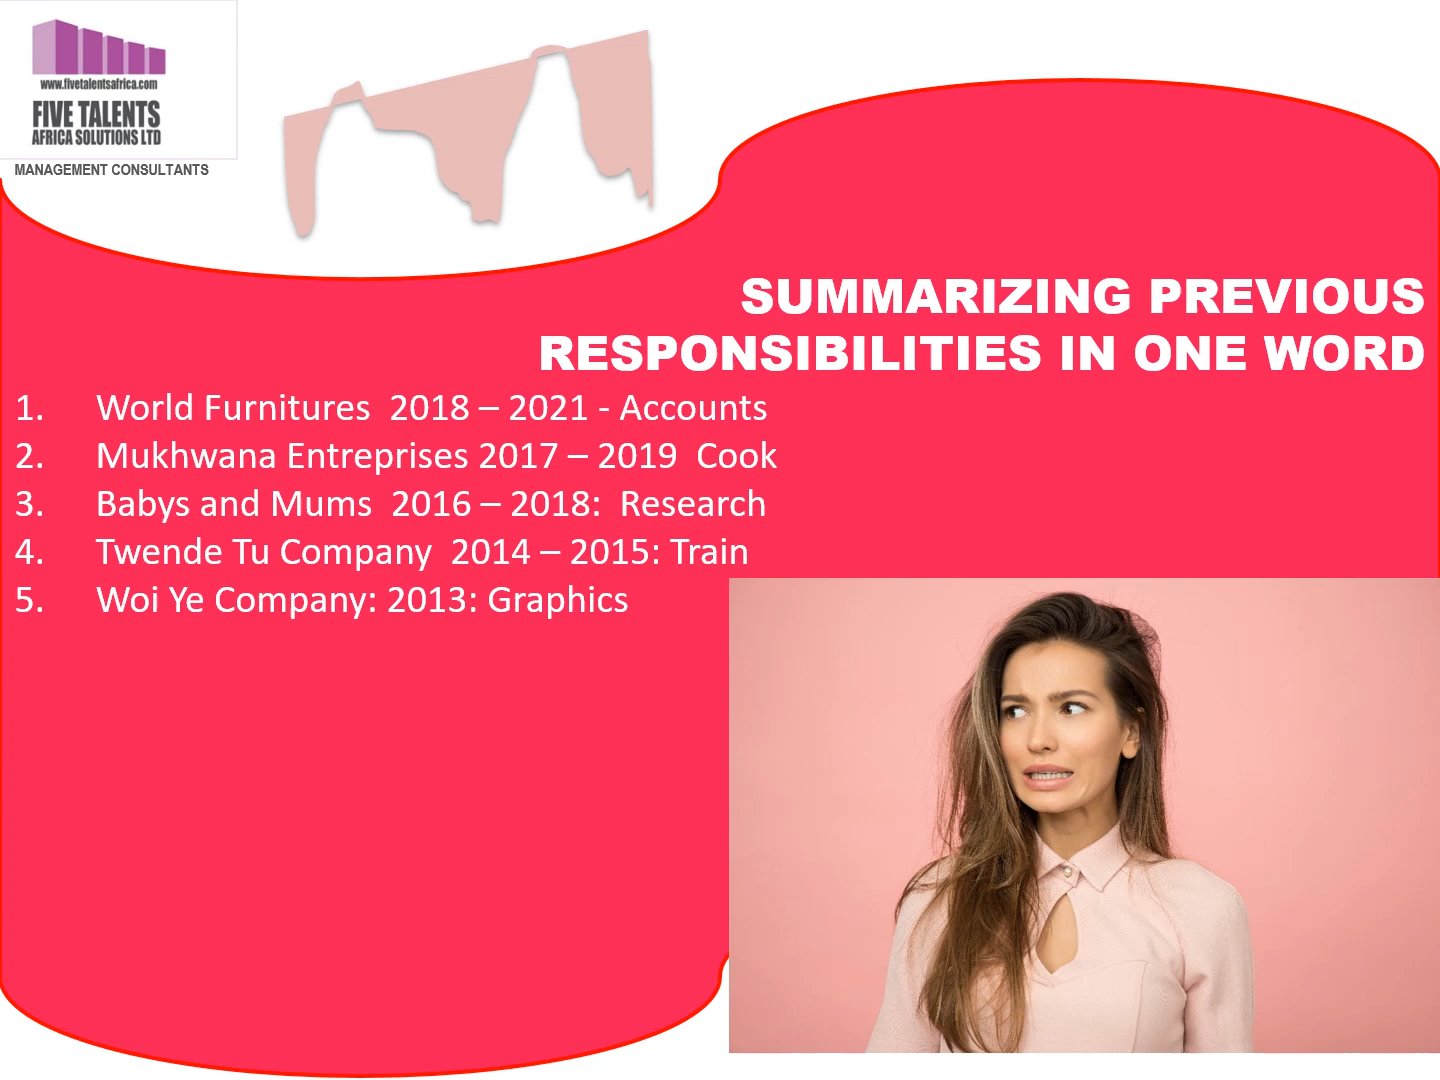 www.fivetalentsafrica.com
FIVE TALENTS
AFRICA SOLUTIONS LTD
MANAGEMENT CONSULTANTS
SUMMARIZING PREVIOUS
RESPONSIBILITIES IN ONE WORD
1. World Furnitures 2018 – 2021 - Accounts
2. Mukhwana Entreprises 2017 – 2019 Cook
3. Babys and Mums 2016 – 2018: Research
4. Twende Tu Company 2014 – 2015: Train
5. Woi Ye Company: 2013: Graphics